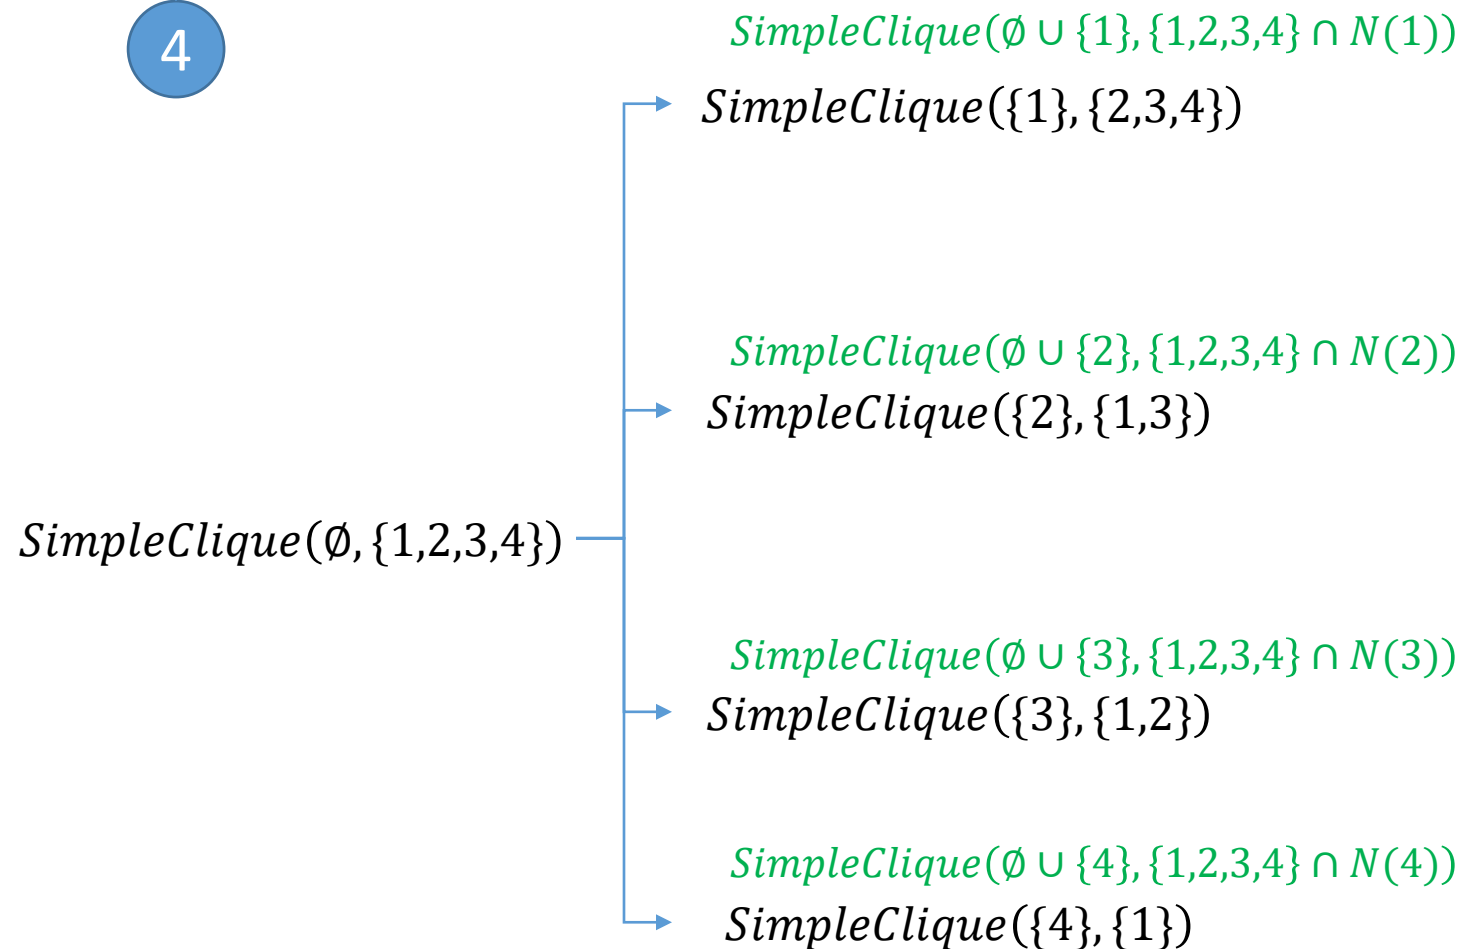 4
SimpleClique(∅ ∪ {1}, {1,2,3,4} ∩ N(1))
SimpleClique({1}, {2,3,4})
SimpleClique(∅ ∪ {2}, {1,2,3,4} ∩ N(2))
SimpleClique({2}, {1,3})
SimpleClique(∅, {1,2,3,4})
SimpleClique(∅ ∪ {3}, {1,2,3,4} ∩ N(3))
SimpleClique({3}, {1,2})
SimpleClique(∅ ∪ {4}, {1,2,3,4} ∩ N(4))
SimpleClique({4}, {1})